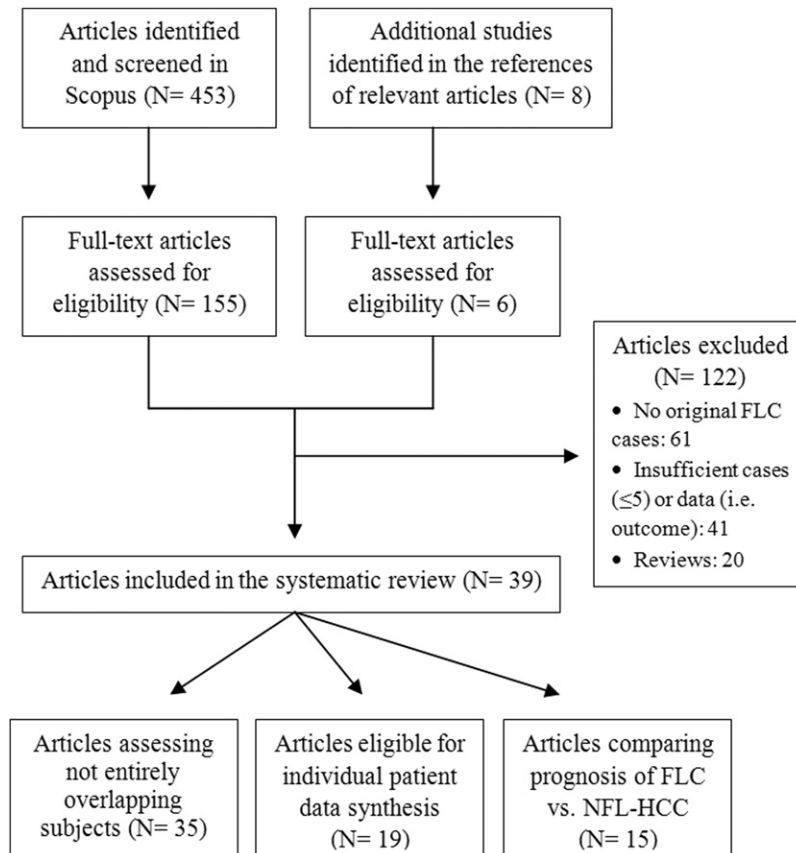 Articles identified
and screened in
Scopus (N= 453)
Additional studies
identified in the references
of relevant articles (N= 8)
Full-text articles
assessed for
eligibility (N= 155)
Full-text articles
assessed for
eligibility (N= 6)
Articles excluded
(N= 122)
• No original FLC
cases: 61
• Insufficient cases
(≤5) or data (i.e.
outcome): 41
• Reviews: 20
Articles included in the systematic review (N= 39)
Articles assessing
not entirely
overlapping
subjects (N= 35)
Articles eligible for
individual patient
data synthesis
(N= 19)
Articles comparing
prognosis of FLC
vs. NFL-HCC
(N= 15)